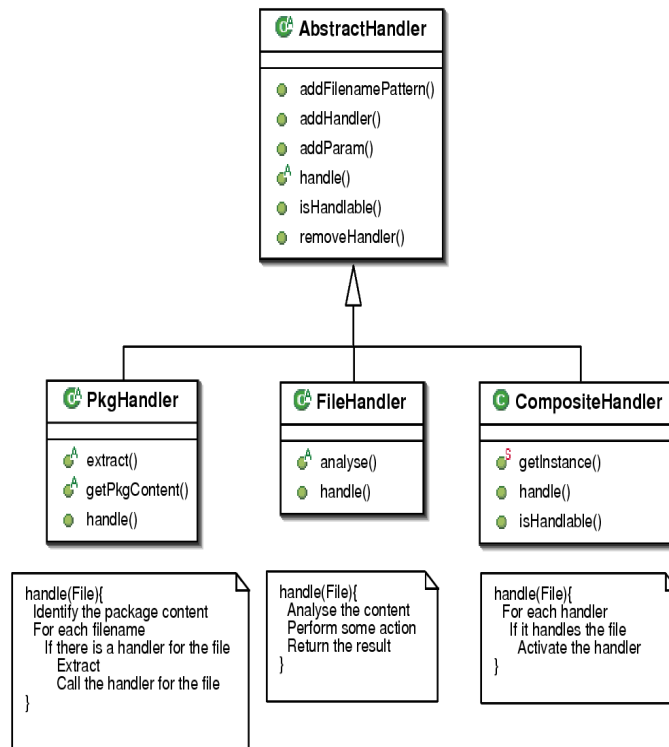 AbstractHandler
addFilenamePattern()
addHandler()
addParam()
handle()
isHandlable()
removeHandler()
PkgHandler
extract()
getPkgContent()
handle()
FileHandler
analyse()
handle()
CompositeHandler
getInstance()
handle()
isHandlable()
handle(File){
Identify the package content
For each filename
If there is a handler for the file
Extract
Call the handler for the file
}
handle(File){
Analyse the content
Perform some action
Return the result
}
handle(File){
For each handler
If it handles the file
Activate the handler
}